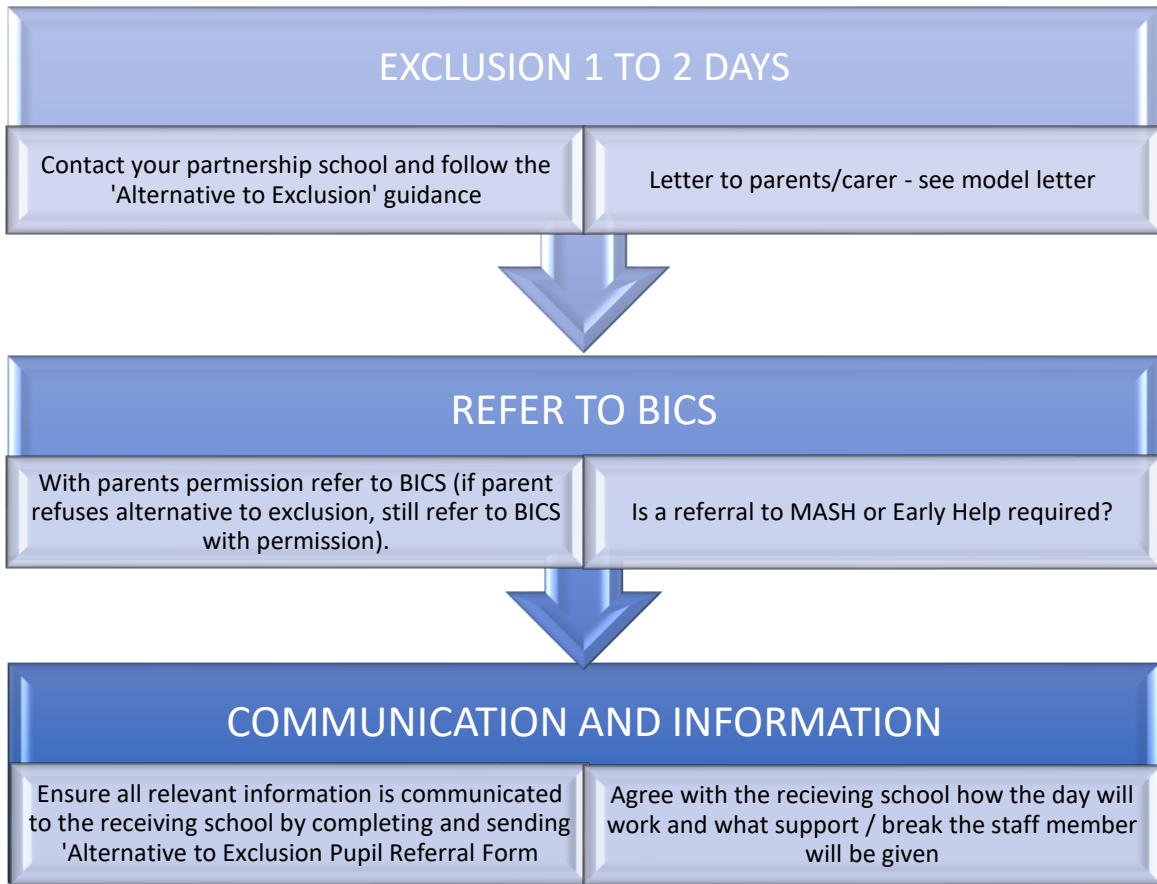 EXCLUSION 1 TO 2 DAYS
Contact your partnership school and follow the
'Alternative to Exclusion' guidance
Letter to parents/carer - see model letter
REFER TO BICS
With parents permission refer to BICS (if parent
refuses alternative to exclusion, still refer to BICS
with permission).
Is a referral to MASH or Early Help required?
COMMUNICATION AND INFORMATION
Ensure all relevant information is communicated
to the receiving school by completing and sending
'Alternative to Exclusion Pupil Referral Form
Agree with the recieving school how the day will
work and what support / break the staff member
will be given